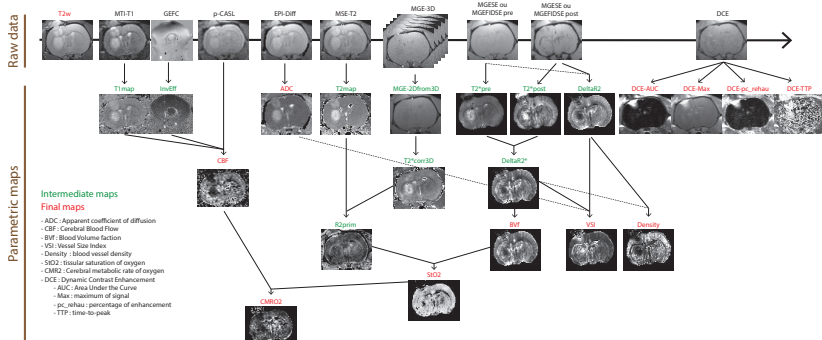 Raw data
T2w
MTI-T1
GEFC
p-CASL
EPI-Diff
MSE-T2
MGE-3D
MGESE ou
MGEFIDSE pre
MGESE ou
MGEFIDSE post
DCE
Parametric maps
T1map
InvEff
ADC
T2map
MGE-2Dfrom3D
T2*pre
T2*post
DeltaR2
DCE-AUC
DCE-Max
DCE-pc_rehau
DCE-TTP
CBF
T2*corr3D
DeltaR2*
R2prim
BVf
VSI
Density
StO2
CMRO2
Intermediate maps
Final maps
- ADC : Apparent coefficient of diffusion
- CBF : Cerebral Blood Flow
- BVf : Blood Volume faction
- VSI : Vessel Size Index
- Density : blood vessel density
- StO2 : tissular saturation of oxygen
- CMR2 : Cerebral metabolic rate of oxygen
- DCE : Dynamic Contrast Enhancement
- AUC : Area Under the Curve
- Max : maximum of signal
- pc_rehau : percentage of enhancement
- TTP : time-to-peak